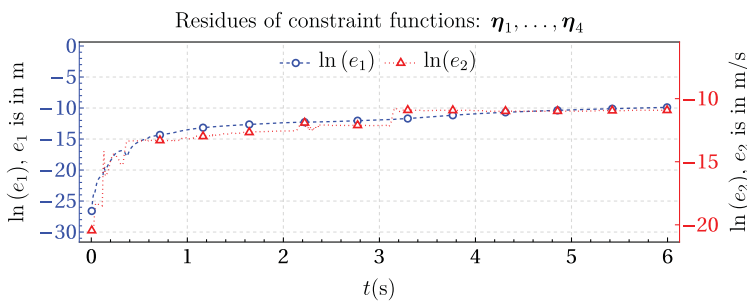 Residues of constraint functions: η₁, . . . , η₄
ln (e₁) ln(e₂)
ln (e₁), e₁ is in m
0
−5
−10
−15
−20
−25
−30
−10
−15
−20
ln (e₂), e₂ is in m/s
0 1 2 3 4 5 6
t(s)